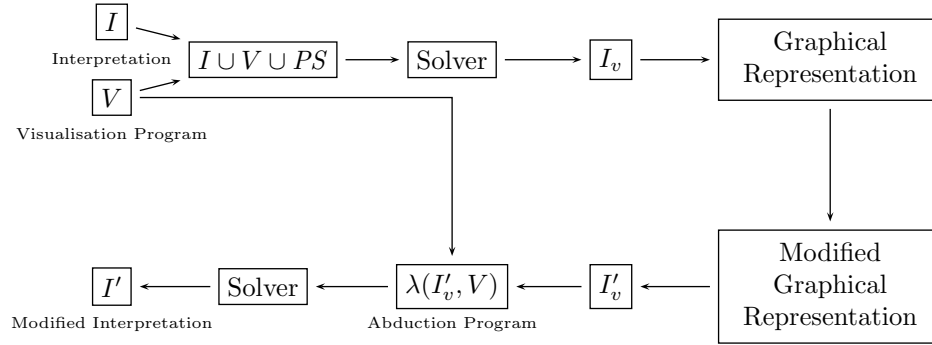 I
Interpretation
V
Visualisation Program
I ∪ V ∪ PS
Solver
I_v
Graphical
Representation
Modified
Graphical
Representation
I'_v
λ(I'_v, V)
Abduction Program
Solver
I'
Modified Interpretation